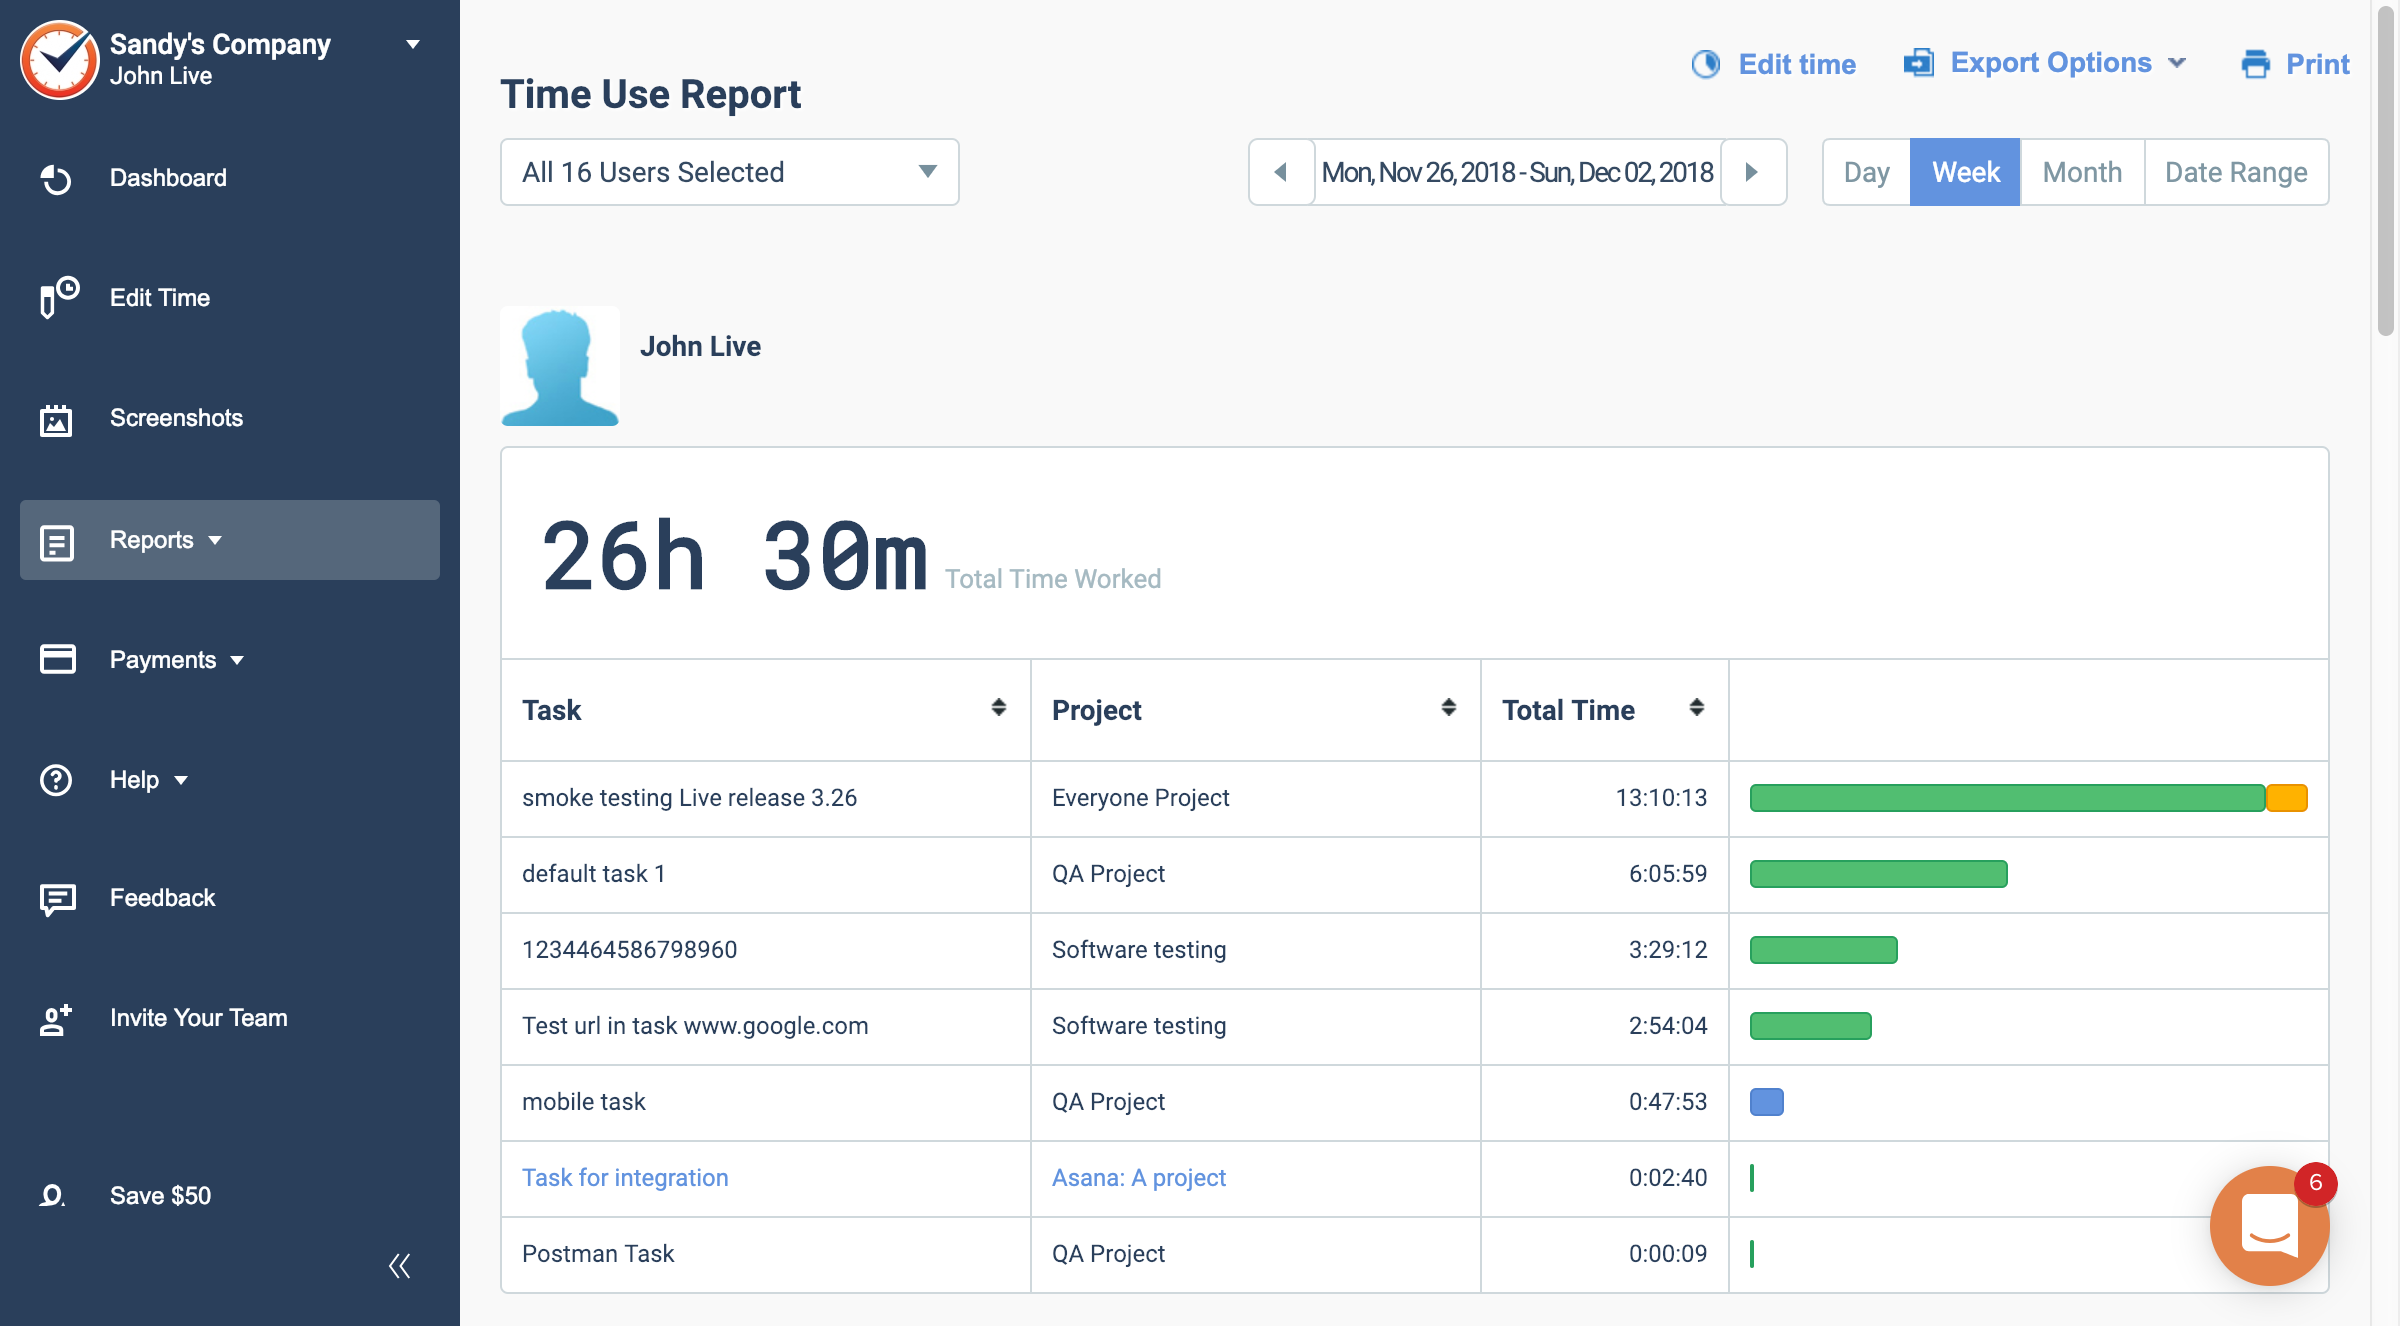 Sandy's Company
John Live
Dashboard
Edit Time
Screenshots
Reports
Payments
Help
Feedback
Invite Your Team
Save $50
Edit time
Export Options
Print
Time Use Report
All 16 Users Selected
Mon, Nov 26, 2018 - Sun, Dec 02, 2018
Day
Week
Month
Date Range
John Live
26h 30m Total Time Worked
Task Project Total Time
smoke testing Live release 3.26 Everyone Project 13:10:13
default task 1 QA Project 6:05:59
1234464586798960 Software testing 3:29:12
Test url in task www.google.com Software testing 2:54:04
mobile task QA Project 0:47:53
Task for integration Asana: A project 0:02:40
Postman Task QA Project 0:00:09
6